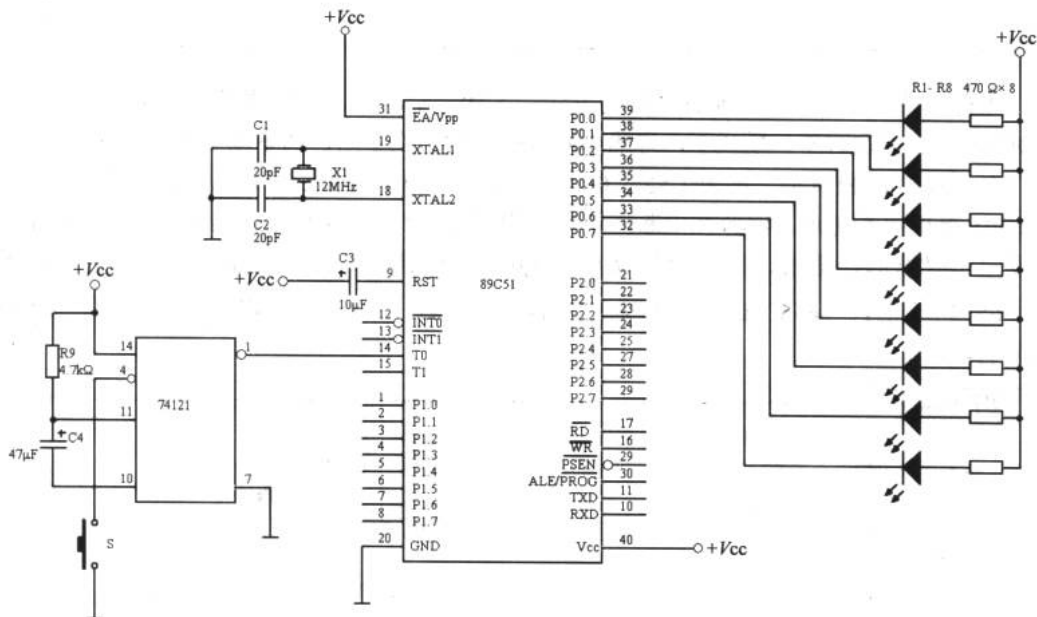 +Vcc
+Vcc
R1- R8 470 Ω× 8
31 EA/Vpp
C1
20pF
19 XTAL1
X1
12MHz
18 XTAL2
C2
20pF
+Vcc
C3
10μF
9 RST
89C51
12 INT0
13 INT1
14 T0
15 T1
1 P1.0
2 P1.1
3 P1.2
4 P1.3
5 P1.4
6 P1.5
7 P1.6
8 P1.7
20 GND
P0.0 39
P0.1 38
P0.2 37
P0.3 36
P0.4 35
P0.5 34
P0.6 33
P0.7 32
P2.0 21
P2.1 22
P2.2 23
P2.3 24
P2.4 25
P2.5 27
P2.6 28
P2.7 29
RD 17
WR 16
PSEN 29
ALE/PROG 30
TXD 11
RXD 10
Vcc 40
+Vcc
+Vcc
R9
4.7kΩ
14
4
1
74121
11
C4
47μF
10
7
S